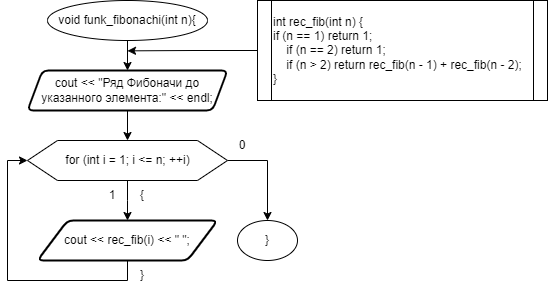 void funk_fibonachi(int n){
int rec_fib(int n) {
if (n == 1) return 1;
if (n == 2) return 1;
if (n > 2) return rec_fib(n - 1) + rec_fib(n - 2);
}
cout << "Ряд Фибоначи до
указанного элемента:" << endl;
for (int i = 1; i <= n; ++i)
0
1 {
cout << rec_fib(i) << " ";
}
}